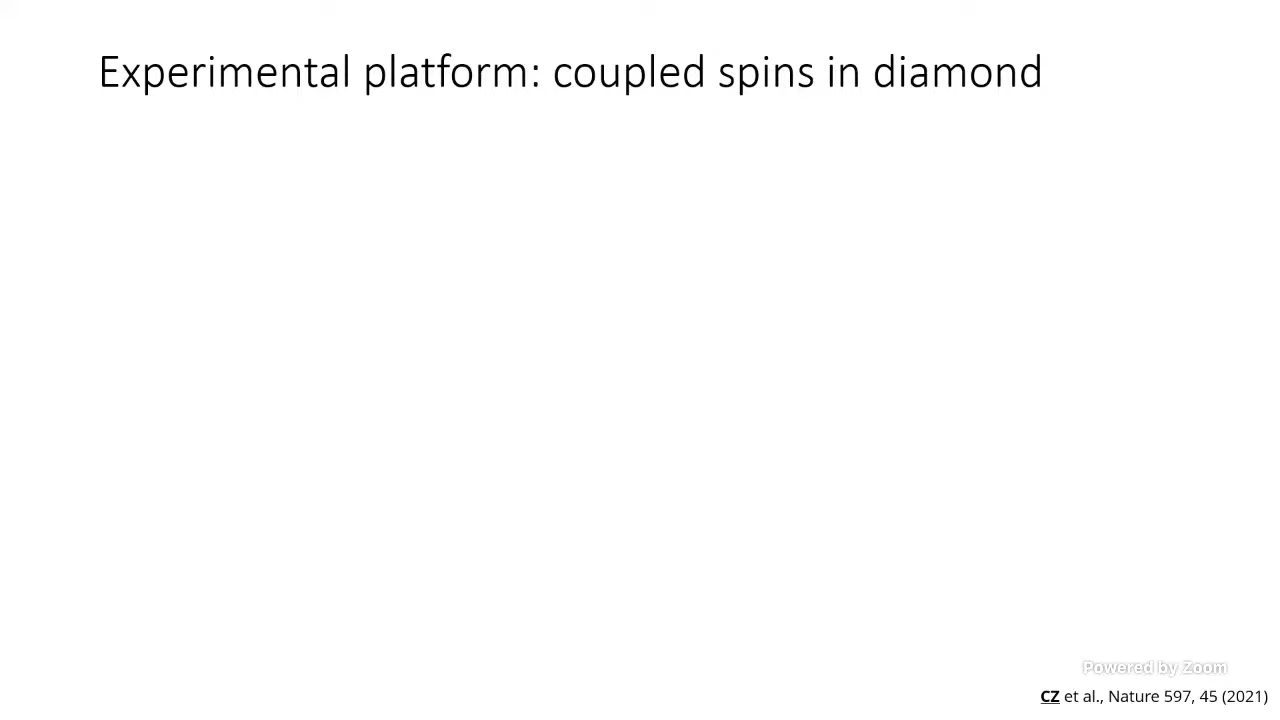 Experimental platform: coupled spins in diamond
Powered by Zoom
CZ et al., Nature 597, 45 (2021)